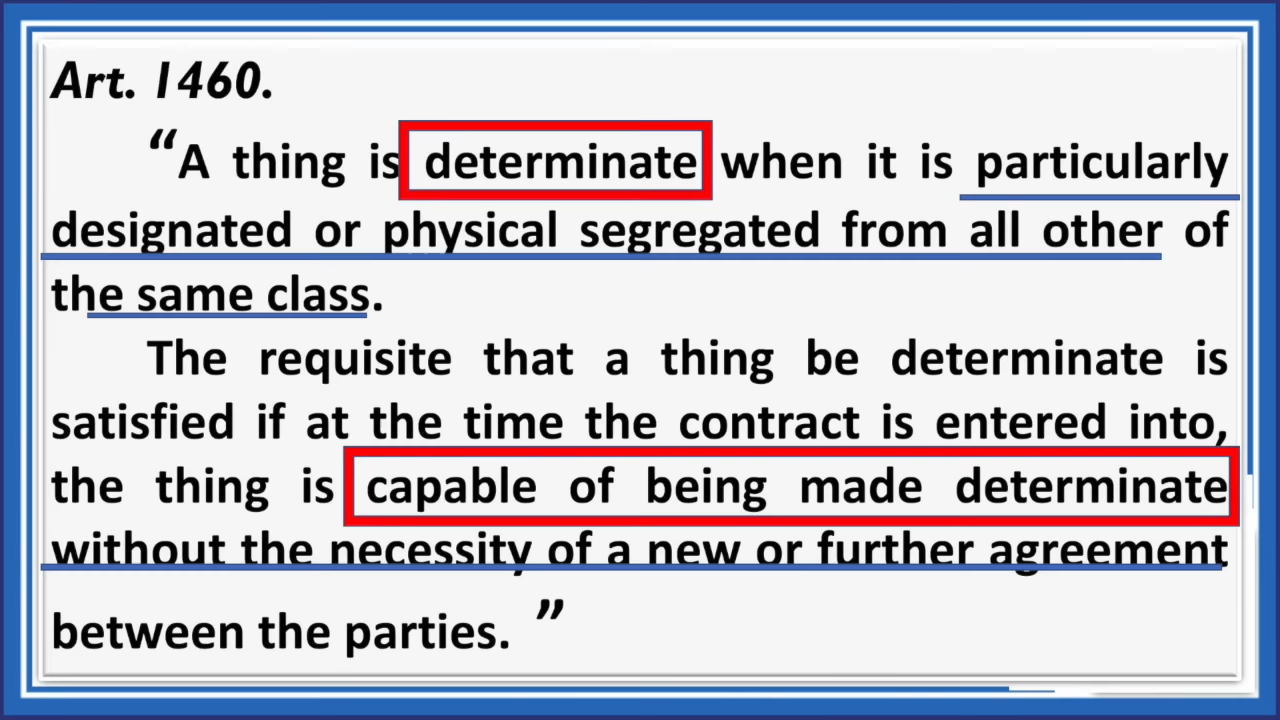 Art. 1460.
“A thing is determinate when it is particularly
designated or physical segregated from all other of
the same class.
The requisite that a thing be determinate is
satisfied if at the time the contract is entered into,
the thing is capable of being made determinate
without the necessity of a new or further agreement
between the parties. ”